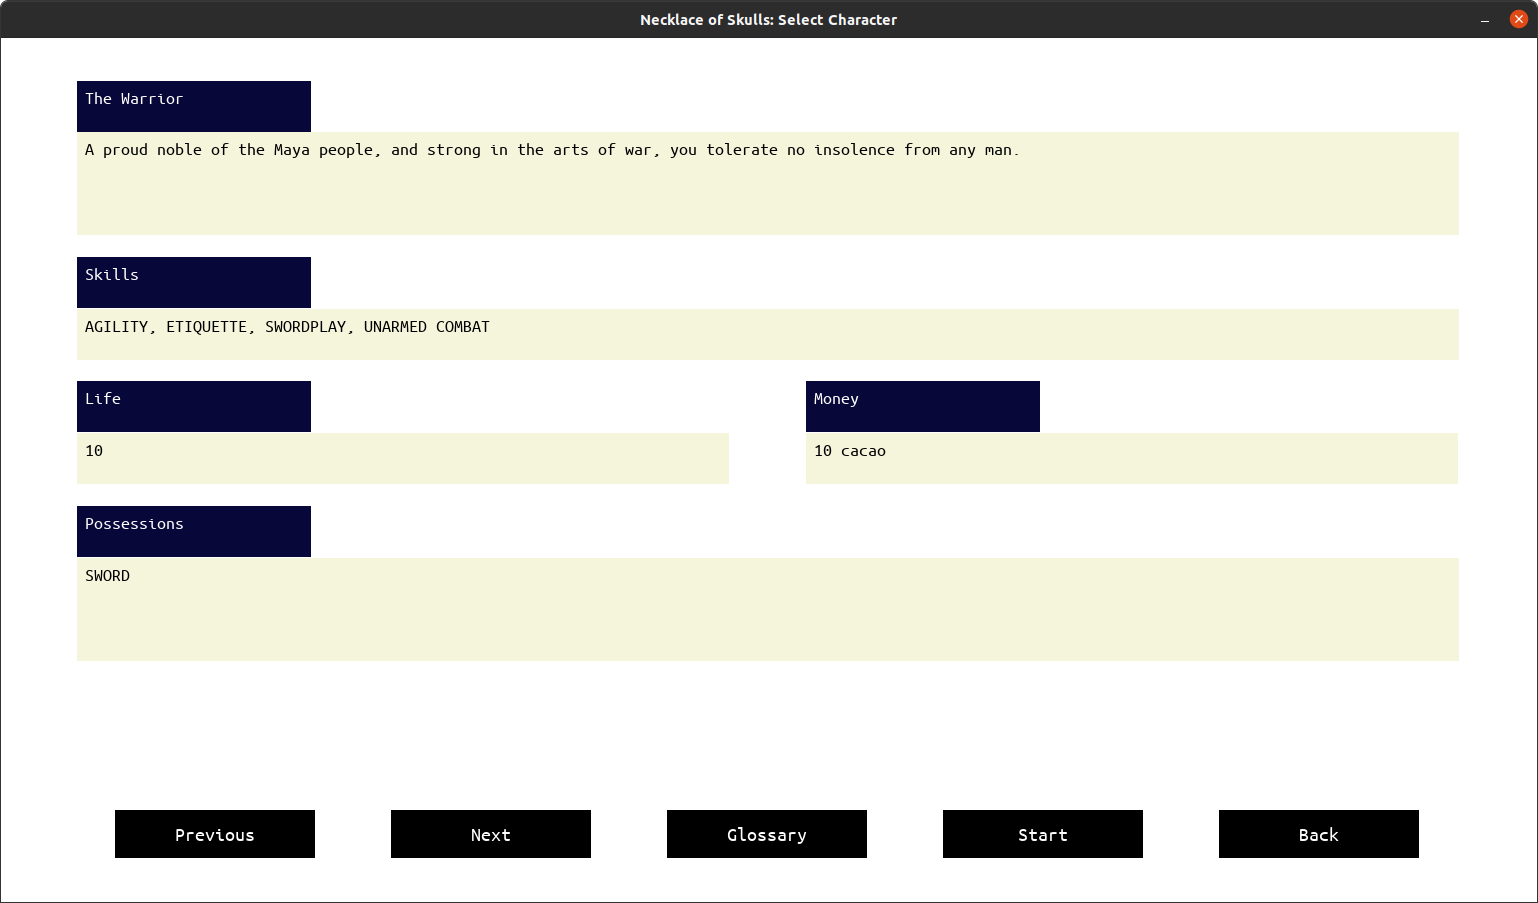 Necklace of Skulls: Select Character
The Warrior
A proud noble of the Maya people, and strong in the arts of war, you tolerate no insolence from any man.
Skills
AGILITY, ETIQUETTE, SWORDPLAY, UNARMED COMBAT
Life
10
Money
10 cacao
Possessions
SWORD
Previous
Next
Glossary
Start
Back